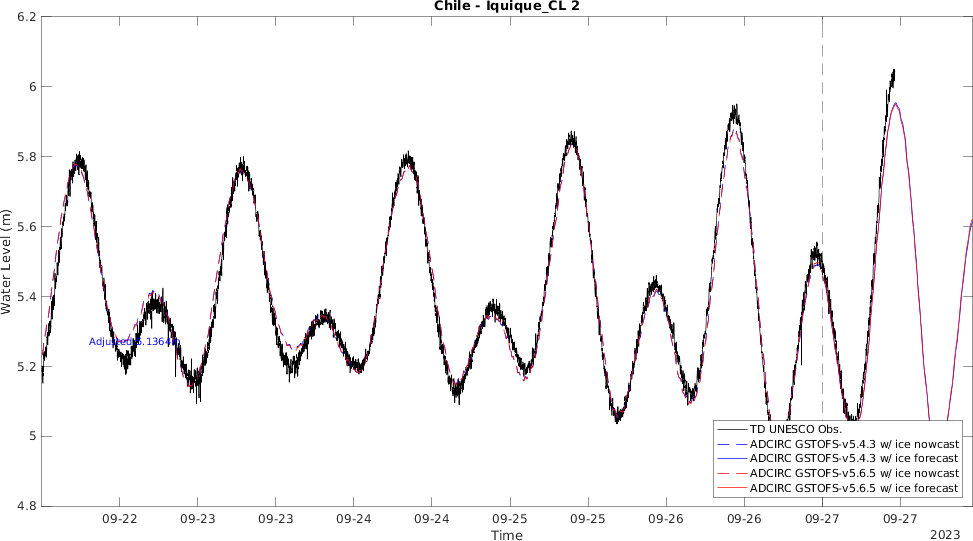 Chile - Iquique_CL 2
6.2
6
5.8
5.6
5.4
5.2
5
4.8
Water Level (m)
TD UNESCO Obs.
ADCIRC GSTOFS-v5.4.3 w/ ice nowcast
ADCIRC GSTOFS-v5.4.3 w/ ice forecast
ADCIRC GSTOFS-v5.6.5 w/ ice nowcast
ADCIRC GSTOFS-v5.6.5 w/ ice forecast
09-22 09-23 09-23 09-24 09-24 09-25 09-25 09-26 09-26 09-27 09-27
Time
2023